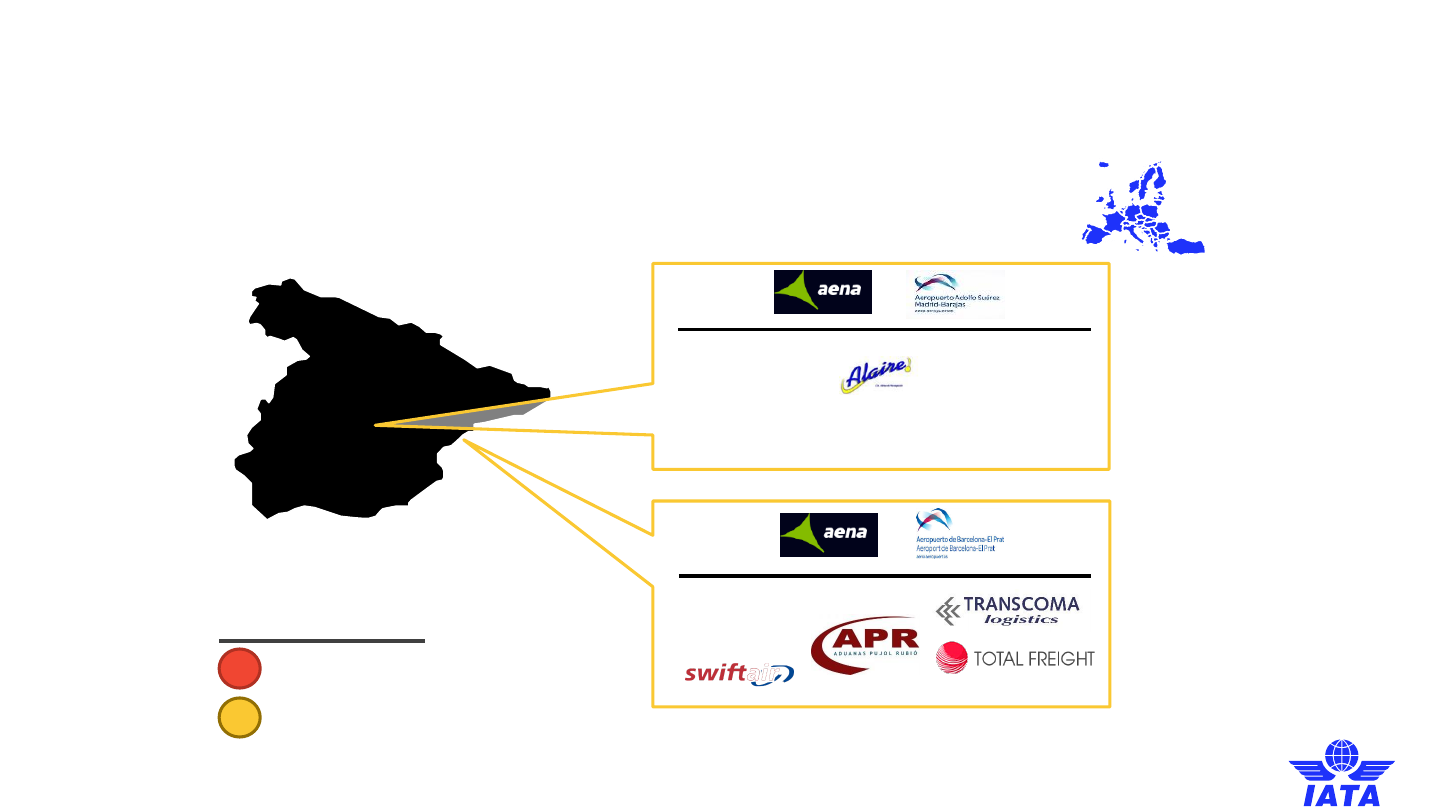 aena
Aeropuerto Adolfo Suárez
Madrid-Barajas
Alaire
aena
Aeropuerto de Barcelona-El Prat
Aeroport de Barcelona-El Prat
TRANSCOMA
logistics
APR
ADUANAS PUJOL RUBIO
TOTAL FREIGHT
swiftair
IATA